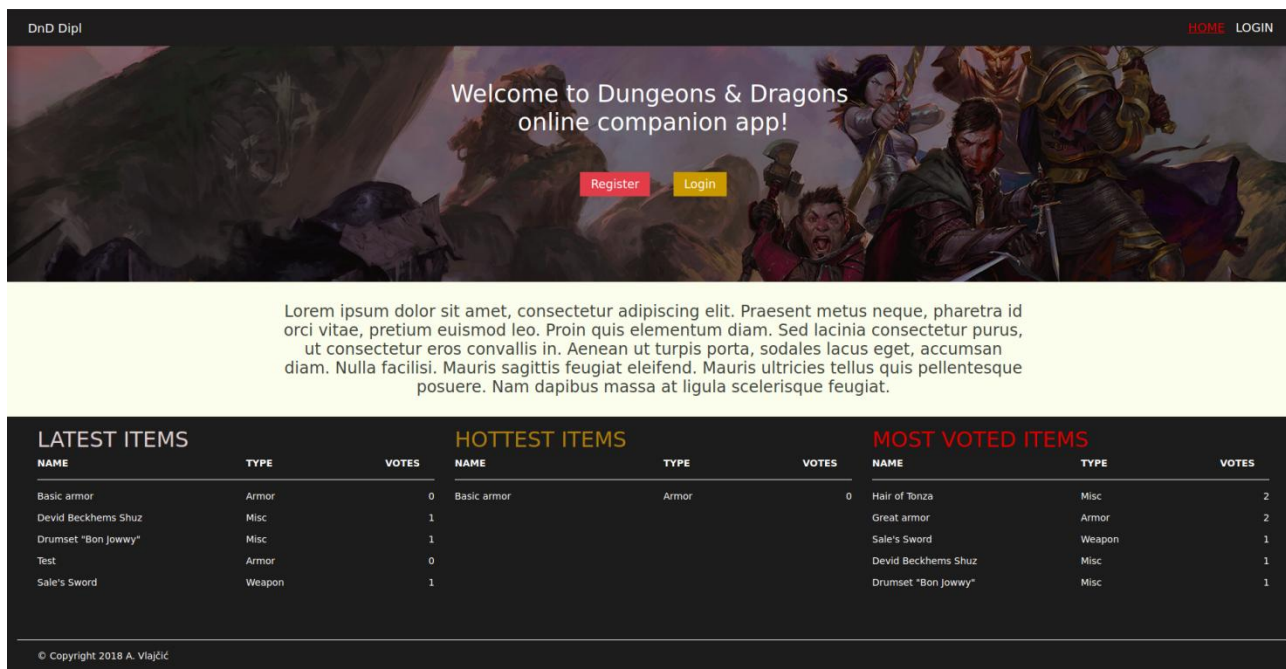 DnD Dipl
HOME LOGIN
Welcome to Dungeons & Dragons
online companion app!
Register Login
Lorem ipsum dolor sit amet, consectetur adipiscing elit. Praesent metus neque, pharetra id
orci vitae, pretium euismod leo. Proin quis elementum diam. Sed lacinia consectetur purus,
ut consectetur eros convallis in. Aenean ut turpis porta, sodales lacus eget, accumsan
diam. Nulla facilisi. Mauris sagittis feugiat eleifend. Mauris ultricies tellus quis pellentesque
posuere. Nam dapibus massa at ligula scelerisque feugiat.
LATEST ITEMS
NAME TYPE VOTES
Basic armor Armor 0
Devid Beckhems Shuz Misc 1
Drumset "Bon Jowwy" Misc 1
Test Armor 0
Sale's Sword Weapon 1
HOTTEST ITEMS
NAME TYPE VOTES
Basic armor Armor 0
MOST VOTED ITEMS
NAME TYPE VOTES
Hair of Tonza Misc 2
Great armor Armor 2
Sale's Sword Weapon 1
Devid Beckhems Shuz Misc 1
Drumset "Bon Jowwy" Misc 1
© Copyright 2018 A. Vlajčić